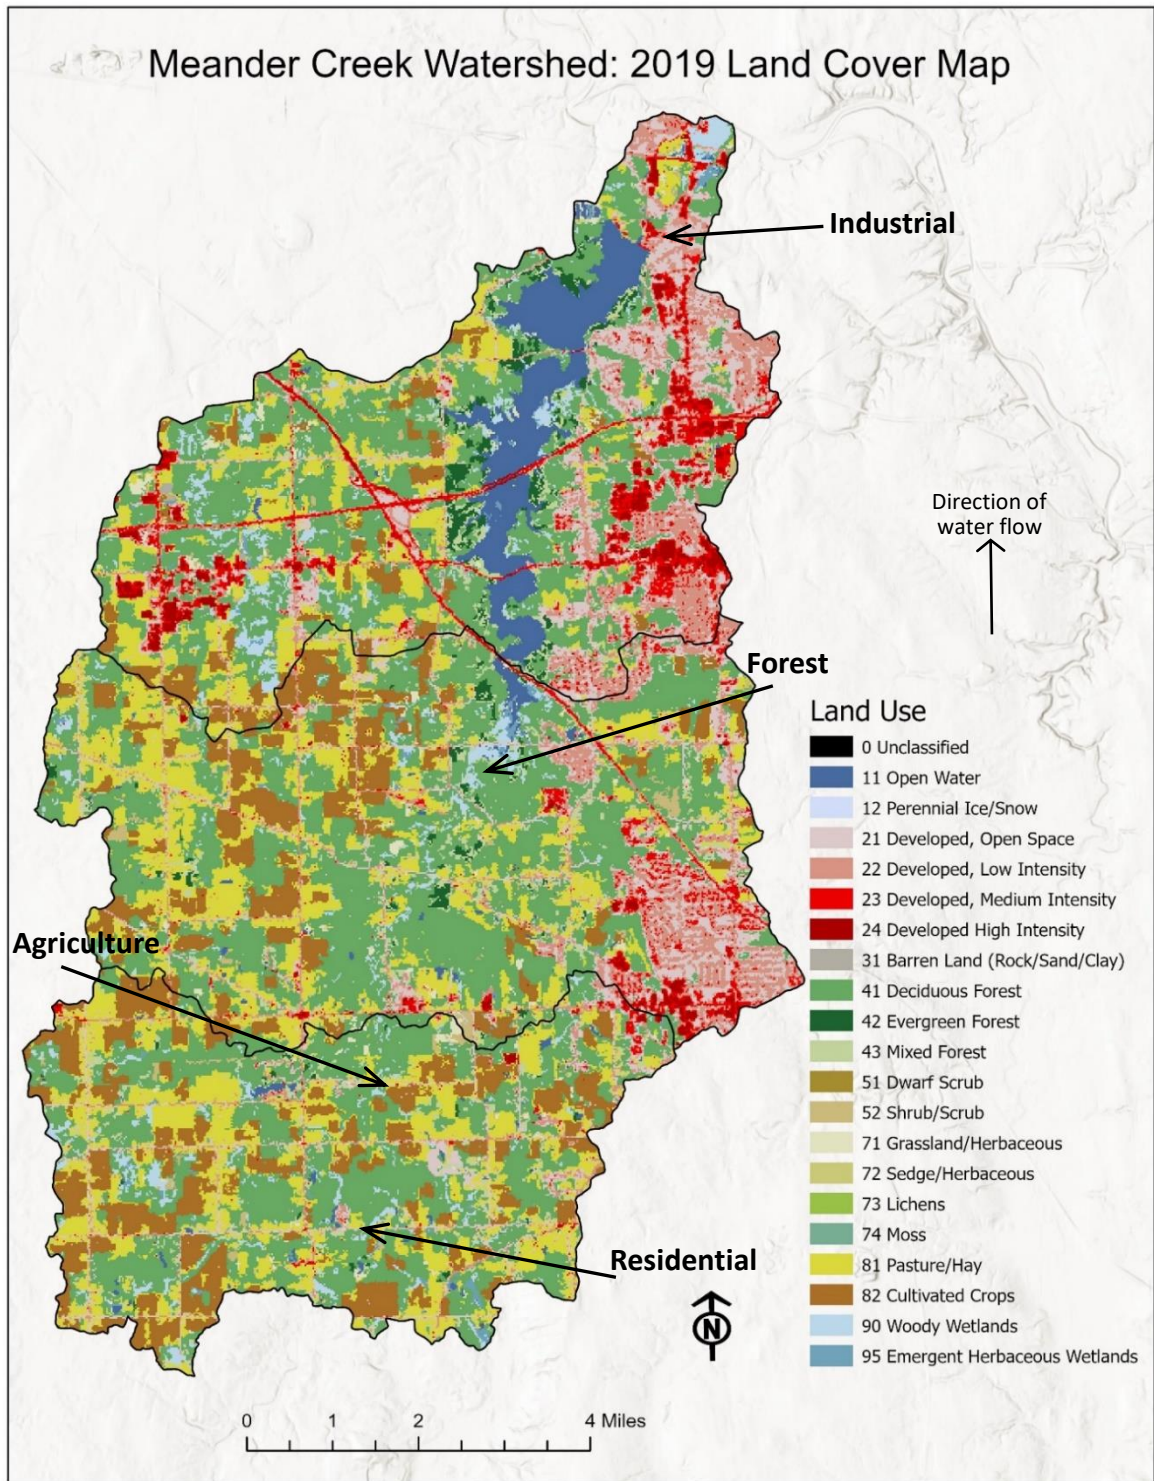 Meander Creek Watershed: 2019 Land Cover Map
Industrial
Direction of
water flow
Forest
Land Use
0 Unclassified
11 Open Water
12 Perennial Ice/Snow
21 Developed, Open Space
22 Developed, Low Intensity
23 Developed, Medium Intensity
24 Developed High Intensity
31 Barren Land (Rock/Sand/Clay)
41 Deciduous Forest
42 Evergreen Forest
43 Mixed Forest
51 Dwarf Scrub
52 Shrub/Scrub
71 Grassland/Herbaceous
72 Sedge/Herbaceous
73 Lichens
74 Moss
81 Pasture/Hay
82 Cultivated Crops
90 Woody Wetlands
95 Emergent Herbaceous Wetlands
Agriculture
Residential
N
0 1 2 4 Miles